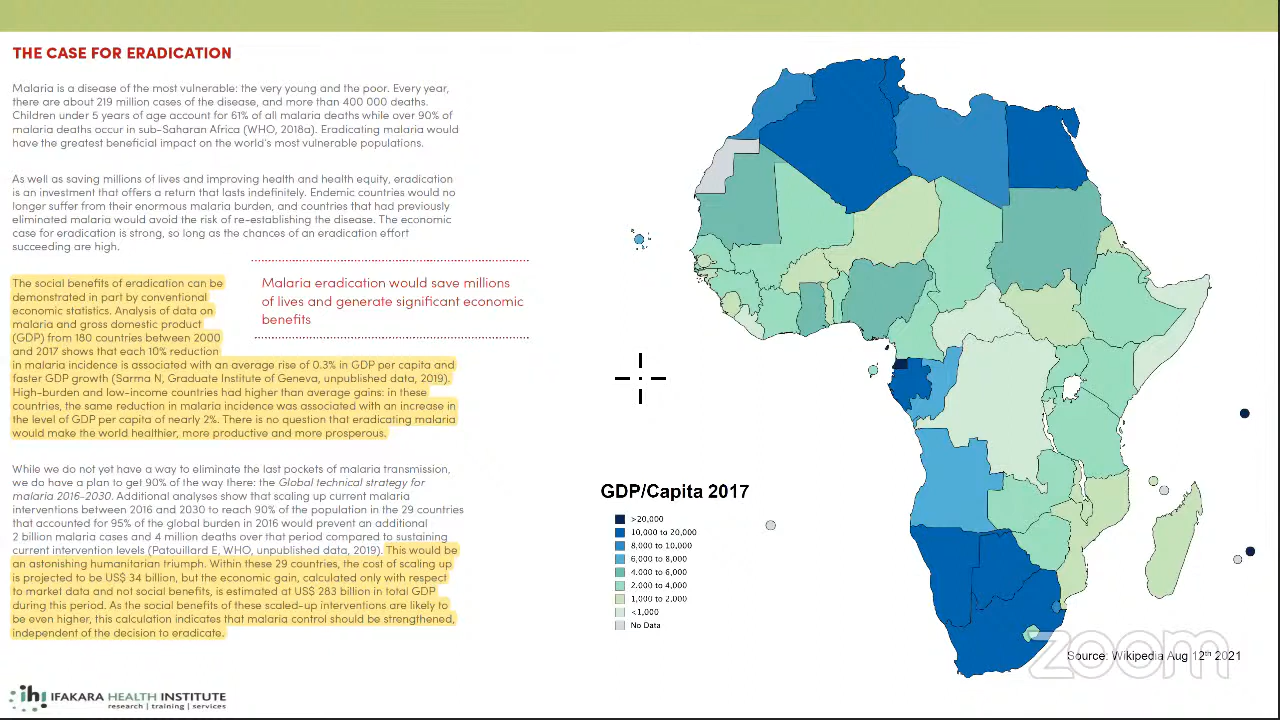 THE CASE FOR ERADICATION
Malaria is a disease of the most vulnerable: the very young and the poor. Every year,
there are about 219 million cases of the disease, and more than 400 000 deaths.
Children under 5 years of age account for 61% of all malaria deaths while over 90% of
malaria deaths occur in sub-Saharan Africa (WHO, 2018a). Eradicating malaria would
have the greatest beneficial impact on the world's most vulnerable populations.
As well as saving millions of lives and improving health and health equity, eradication
is an investment that offers a return that lasts indefinitely. Endemic countries would no
longer suffer from their enormous malaria burden, and countries that had previously
eliminated malaria would avoid the risk of re-establishing the disease. The economic
case for eradication is strong, so long as the chances of an eradication effort
succeeding are high.
The social benefits of eradication can be
demonstrated in part by conventional
economic statistics. Analysis of data on
malaria and gross domestic product
(GDP) from 180 countries between 2000
and 2017 shows that each 10% reduction
in malaria incidence is associated with an average rise of 0.3% in GDP per capita and
faster GDP growth (Sarma N, Graduate Institute of Geneva, unpublished data, 2019).
High-burden and low-income countries had higher than average gains: in these
countries, the same reduction in malaria incidence was associated with an increase in
the level of GDP per capita of nearly 2%. There is no question that eradicating malaria
would make the world healthier, more productive and more prosperous.
Malaria eradication would save millions
of lives and generate significant economic
benefits
While we do not yet have a way to eliminate the last pockets of malaria transmission,
we do have a plan to get 90% of the way there: the Global technical strategy for
malaria 2016–2030. Additional analyses show that scaling up current malaria
interventions between 2016 and 2030 to reach 90% of the population in the 29 countries
that accounted for 95% of the global burden in 2016 would prevent an additional
2 billion malaria cases and 4 million deaths over that period compared to sustaining
current intervention levels (Patouillard E, WHO, unpublished data, 2019). This would be
an astonishing humanitarian triumph. Within these 29 countries, the cost of scaling up
is projected to be US$ 34 billion, but the economic gain, calculated only with respect
to market data and not social benefits, is estimated at US$ 283 billion in total GDP
during this period. As the social benefits of these scaled-up interventions are likely to
be even higher, this calculation indicates that malaria control should be strengthened,
independent of the decision to eradicate.
GDP/Capita 2017
>20,000
10,000 to 20,000
8,000 to 10,000
6,000 to 8,000
4,000 to 6,000
2,000 to 4,000
1,000 to 2,000
<1,000
No Data
zoom
Source: Wikipedia Aug 12th 2021
ihi IFAKARA HEALTH INSTITUTE
research | training | services